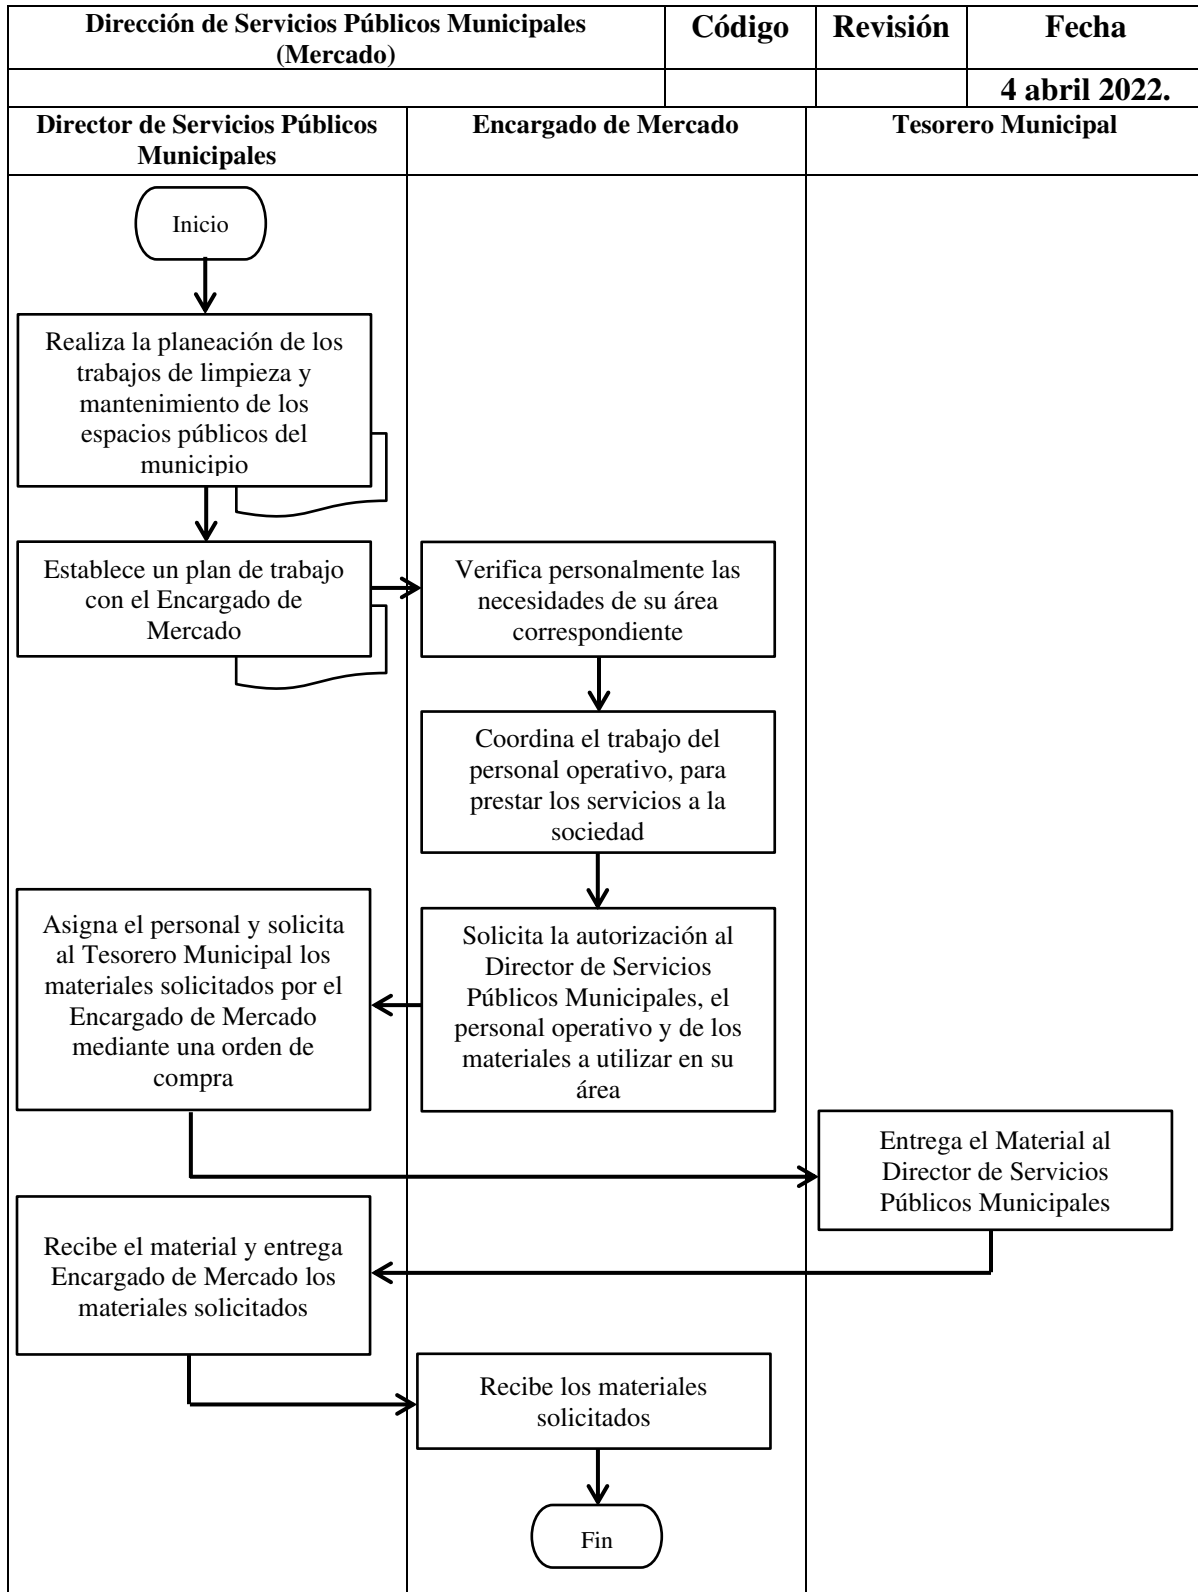 Dirección de Servicios Públicos Municipales
(Mercado)
Código
Revisión
Fecha
4 abril 2022.
Director de Servicios Públicos
Municipales
Encargado de Mercado
Tesorero Municipal
Inicio
Realiza la planeación de los
trabajos de limpieza y
mantenimiento de los
espacios públicos del
municipio
Establece un plan de trabajo
con el Encargado de
Mercado
Verifica personalmente las
necesidades de su área
correspondiente
Coordina el trabajo del
personal operativo, para
prestar los servicios a la
sociedad
Solicita la autorización al
Director de Servicios
Públicos Municipales, el
personal operativo y de los
materiales a utilizar en su
área
Asigna el personal y solicita
al Tesorero Municipal los
materiales solicitados por el
Encargado de Mercado
mediante una orden de
compra
Entrega el Material al
Director de Servicios
Públicos Municipales
Recibe el material y entrega
Encargado de Mercado los
materiales solicitados
Recibe los materiales
solicitados
Fin